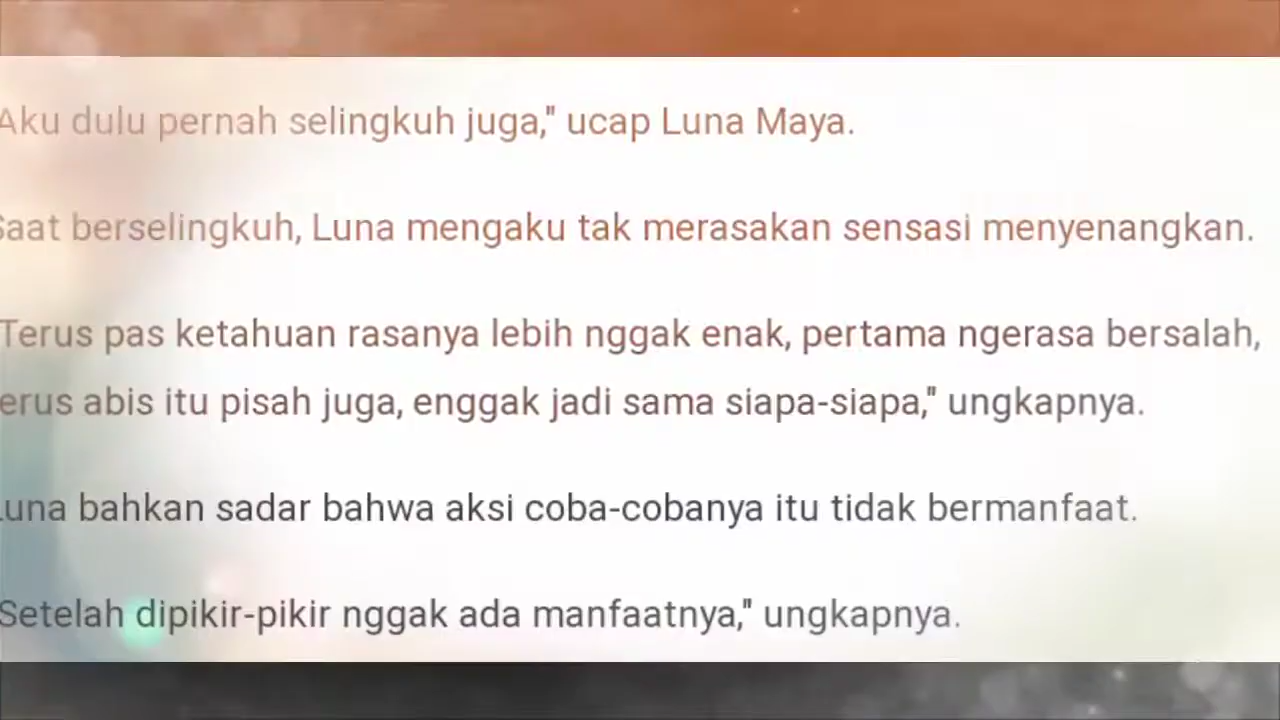 Aku dulu pernah selingkuh juga," ucap Luna Maya.
Saat berselingkuh, Luna mengaku tak merasakan sensasi menyenangkan.
Terus pas ketahuan rasanya lebih nggak enak, pertama ngerasa bersalah,
erus abis itu pisah juga, enggak jadi sama siapa-siapa," ungkapnya.
Luna bahkan sadar bahwa aksi coba-cobanya itu tidak bermanfaat.
Setelah dipikir-pikir nggak ada manfaatnya," ungkapnya.